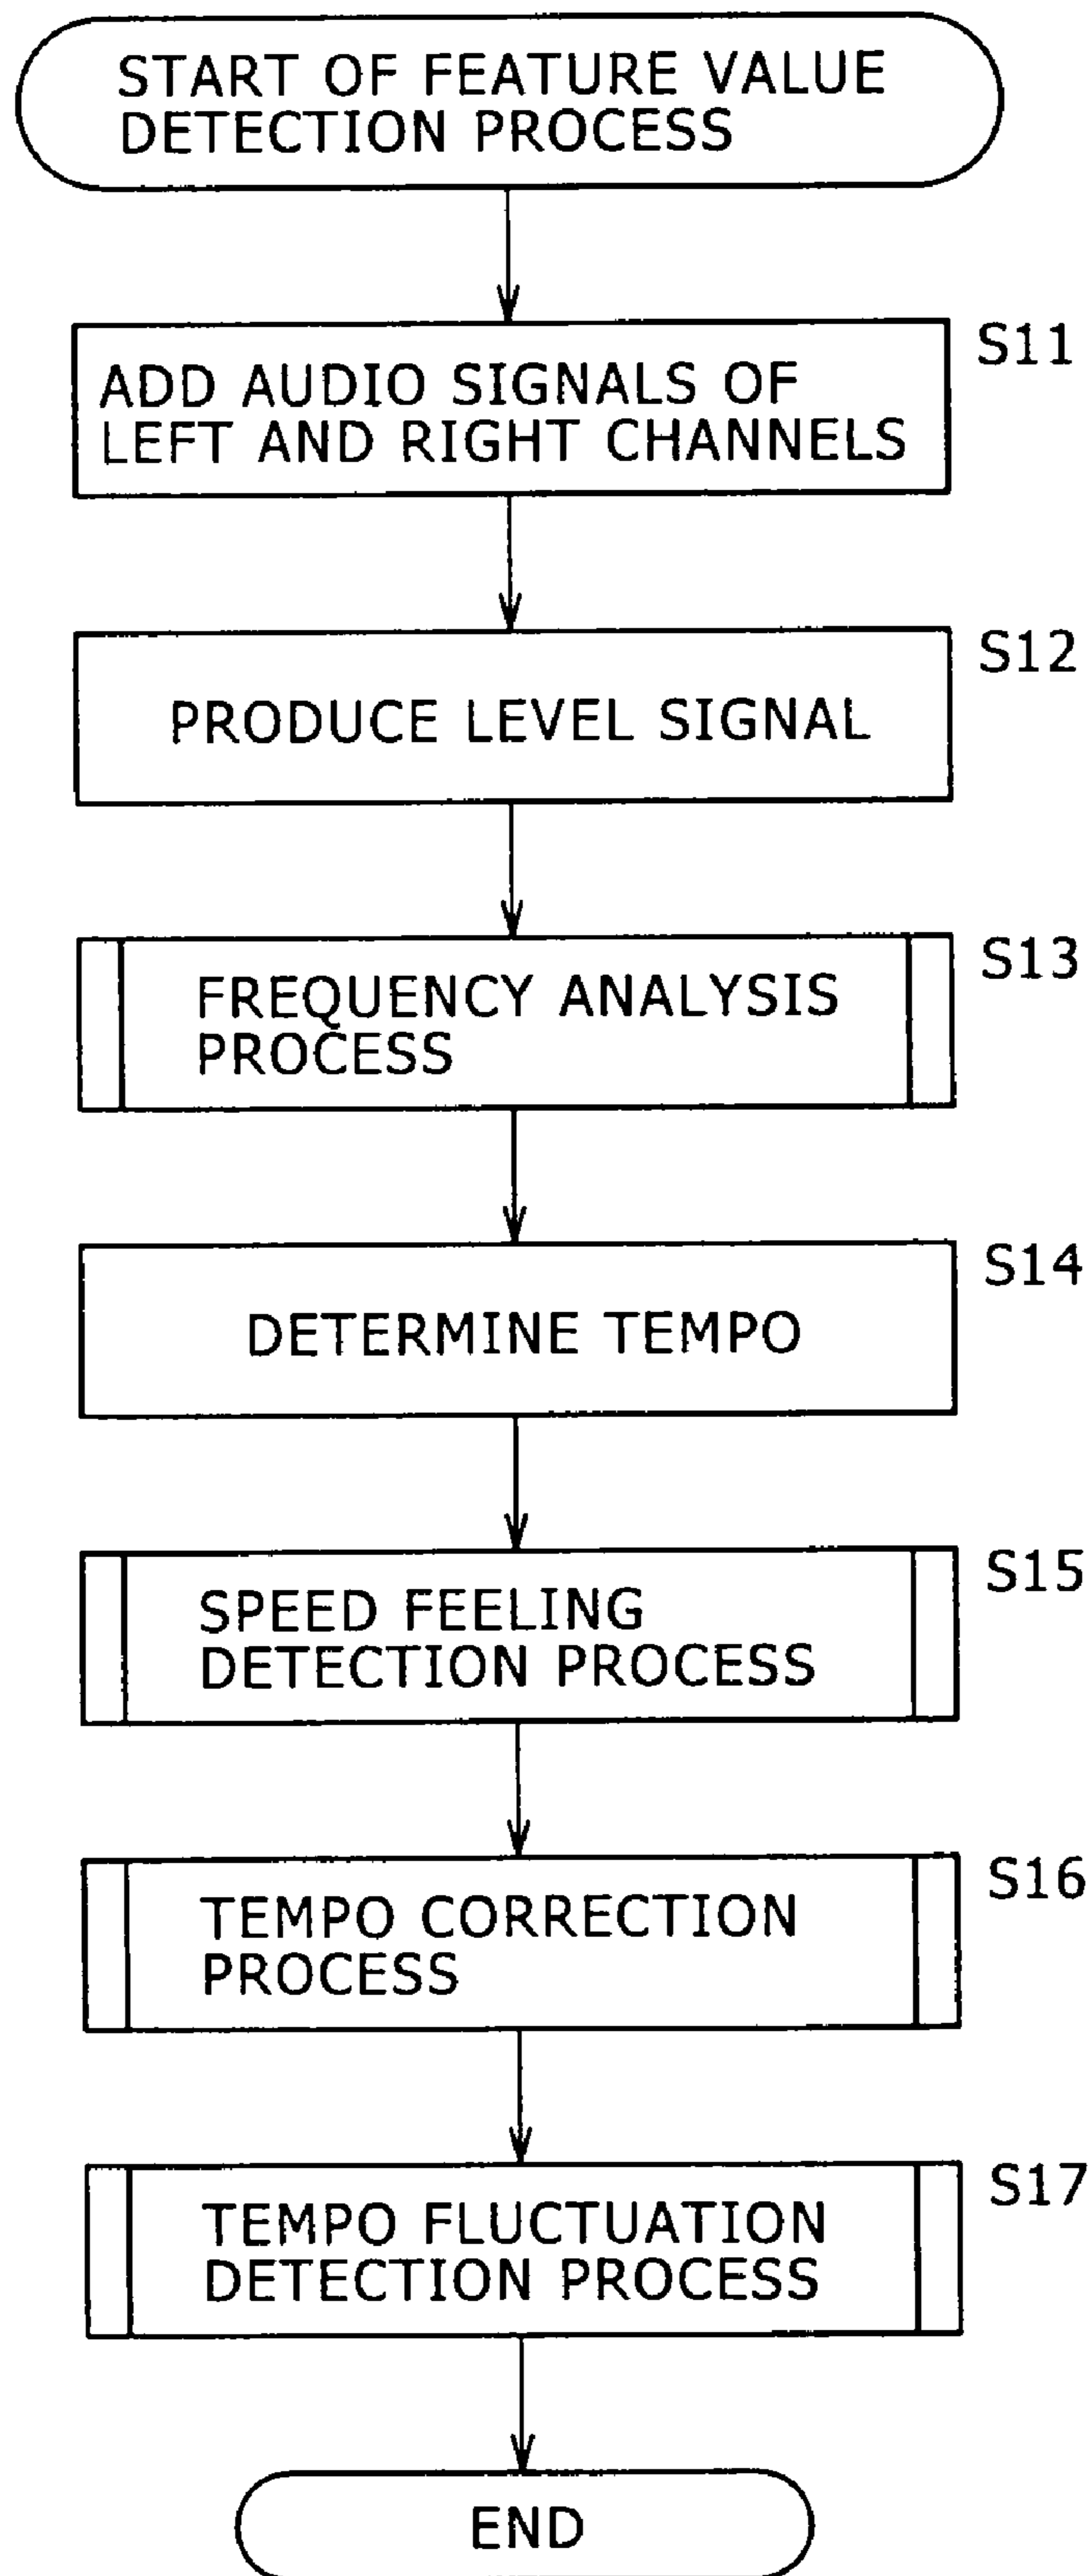 START OF FEATURE VALUE
DETECTION PROCESS
S11
ADD AUDIO SIGNALS OF
LEFT AND RIGHT CHANNELS
S12
PRODUCE LEVEL SIGNAL
S13
FREQUENCY ANALYSIS
PROCESS
S14
DETERMINE TEMPO
S15
SPEED FEELING
DETECTION PROCESS
S16
TEMPO CORRECTION
PROCESS
S17
TEMPO FLUCTUATION
DETECTION PROCESS
END